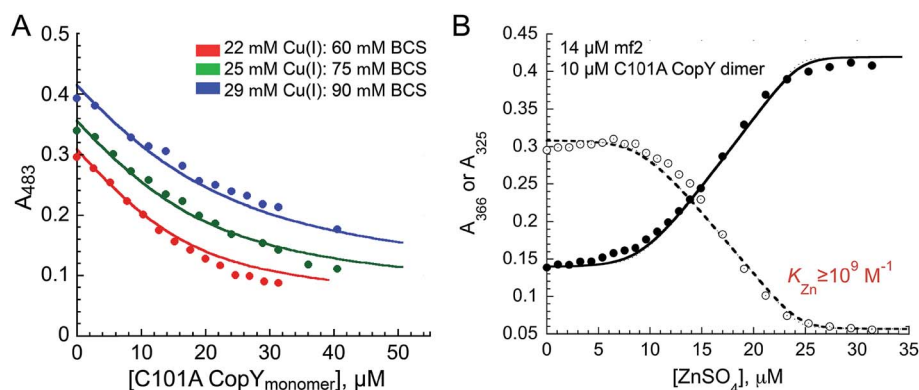 A
0.5
0.4
0.3
0.2
0.1
0
A483
22 mM Cu(I): 60 mM BCS
25 mM Cu(I): 75 mM BCS
29 mM Cu(I): 90 mM BCS
0 10 20 30 40 50
[C101A CopYmonomer], μM
B
0.45
0.4
0.35
0.3
0.25
0.2
0.15
0.1
0.05
A366 or A325
14 μM mf2
10 μM C101A CopY dimer
KZn≥10⁹ M⁻¹
0 5 10 15 20 25 30 35
[ZnSO4], μM